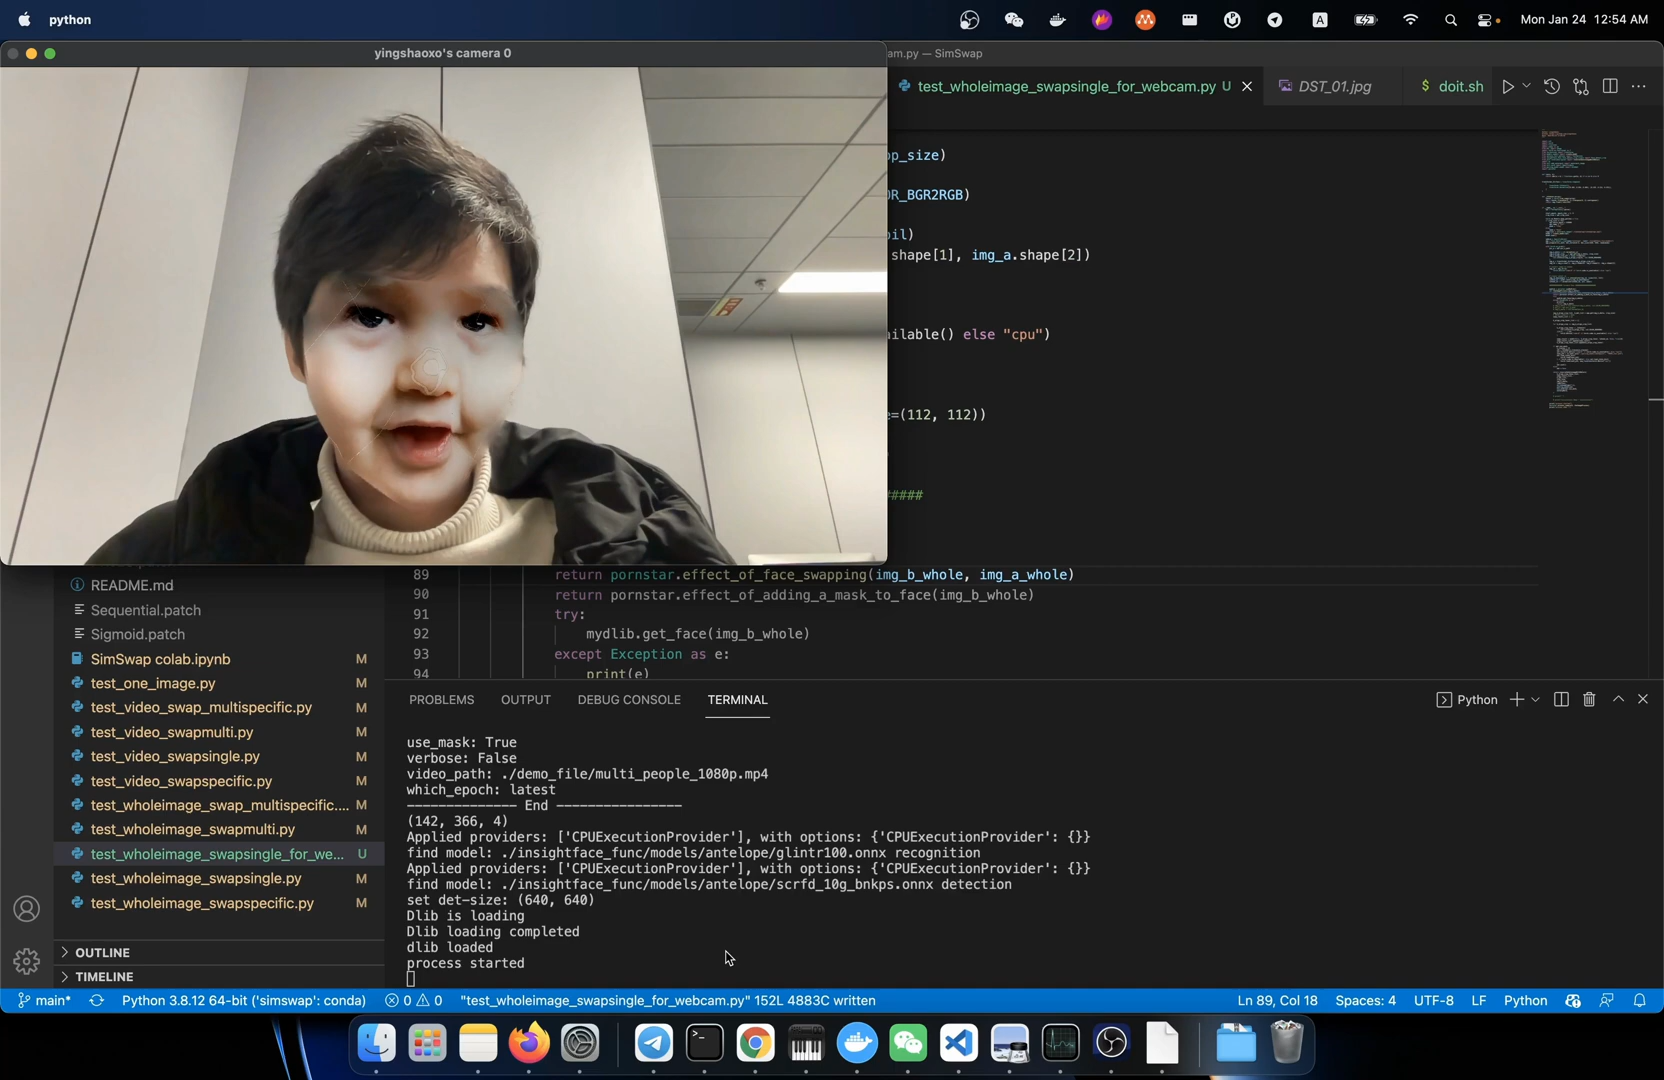 python
Mon Jan 24 12:54 AM
yingshaoxo's camera 0
am.py — SimSwap
test_wholeimage_swapsingle_for_webcam.py U
DST_01.jpg
$ doit.sh
op_size)
OR_BGR2RGB)
pil)
shape[1], img_a.shape[2])
ailable() else "cpu")
e=(112, 112))
#####
89 return pornstar.effect_of_face_swapping(img_b_whole, img_a_whole)
90 return pornstar.effect_of_adding_a_mask_to_face(img_b_whole)
91 try:
92 mydlib.get_face(img_b_whole)
93 except Exception as e:
94 print(e)
README.md
Sequential.patch
Sigmoid.patch
SimSwap colab.ipynb M
test_one_image.py M
test_video_swap_multispecific.py M
test_video_swapmulti.py M
test_video_swapsingle.py M
test_video_swapspecific.py M
test_wholeimage_swap_multispecific.... M
test_wholeimage_swapmulti.py M
test_wholeimage_swapsingle_for_we... U
test_wholeimage_swapsingle.py M
test_wholeimage_swapspecific.py M
OUTLINE
TIMELINE
PROBLEMS OUTPUT DEBUG CONSOLE TERMINAL
Python
use_mask: True
verbose: False
video_path: ./demo_file/multi_people_1080p.mp4
which_epoch: latest
-------------- End ----------------
(142, 366, 4)
Applied providers: ['CPUExecutionProvider'], with options: {'CPUExecutionProvider': {}}
find model: ./insightface_func/models/antelope/glintr100.onnx recognition
Applied providers: ['CPUExecutionProvider'], with options: {'CPUExecutionProvider': {}}
find model: ./insightface_func/models/antelope/scrfd_10g_bnkps.onnx detection
set det-size: (640, 640)
Dlib is loading
Dlib loading completed
dlib loaded
process started
main* Python 3.8.12 64-bit ('simswap': conda) 0 0 "test_wholeimage_swapsingle_for_webcam.py" 152L 4883C written
Ln 89, Col 18 Spaces: 4 UTF-8 LF Python